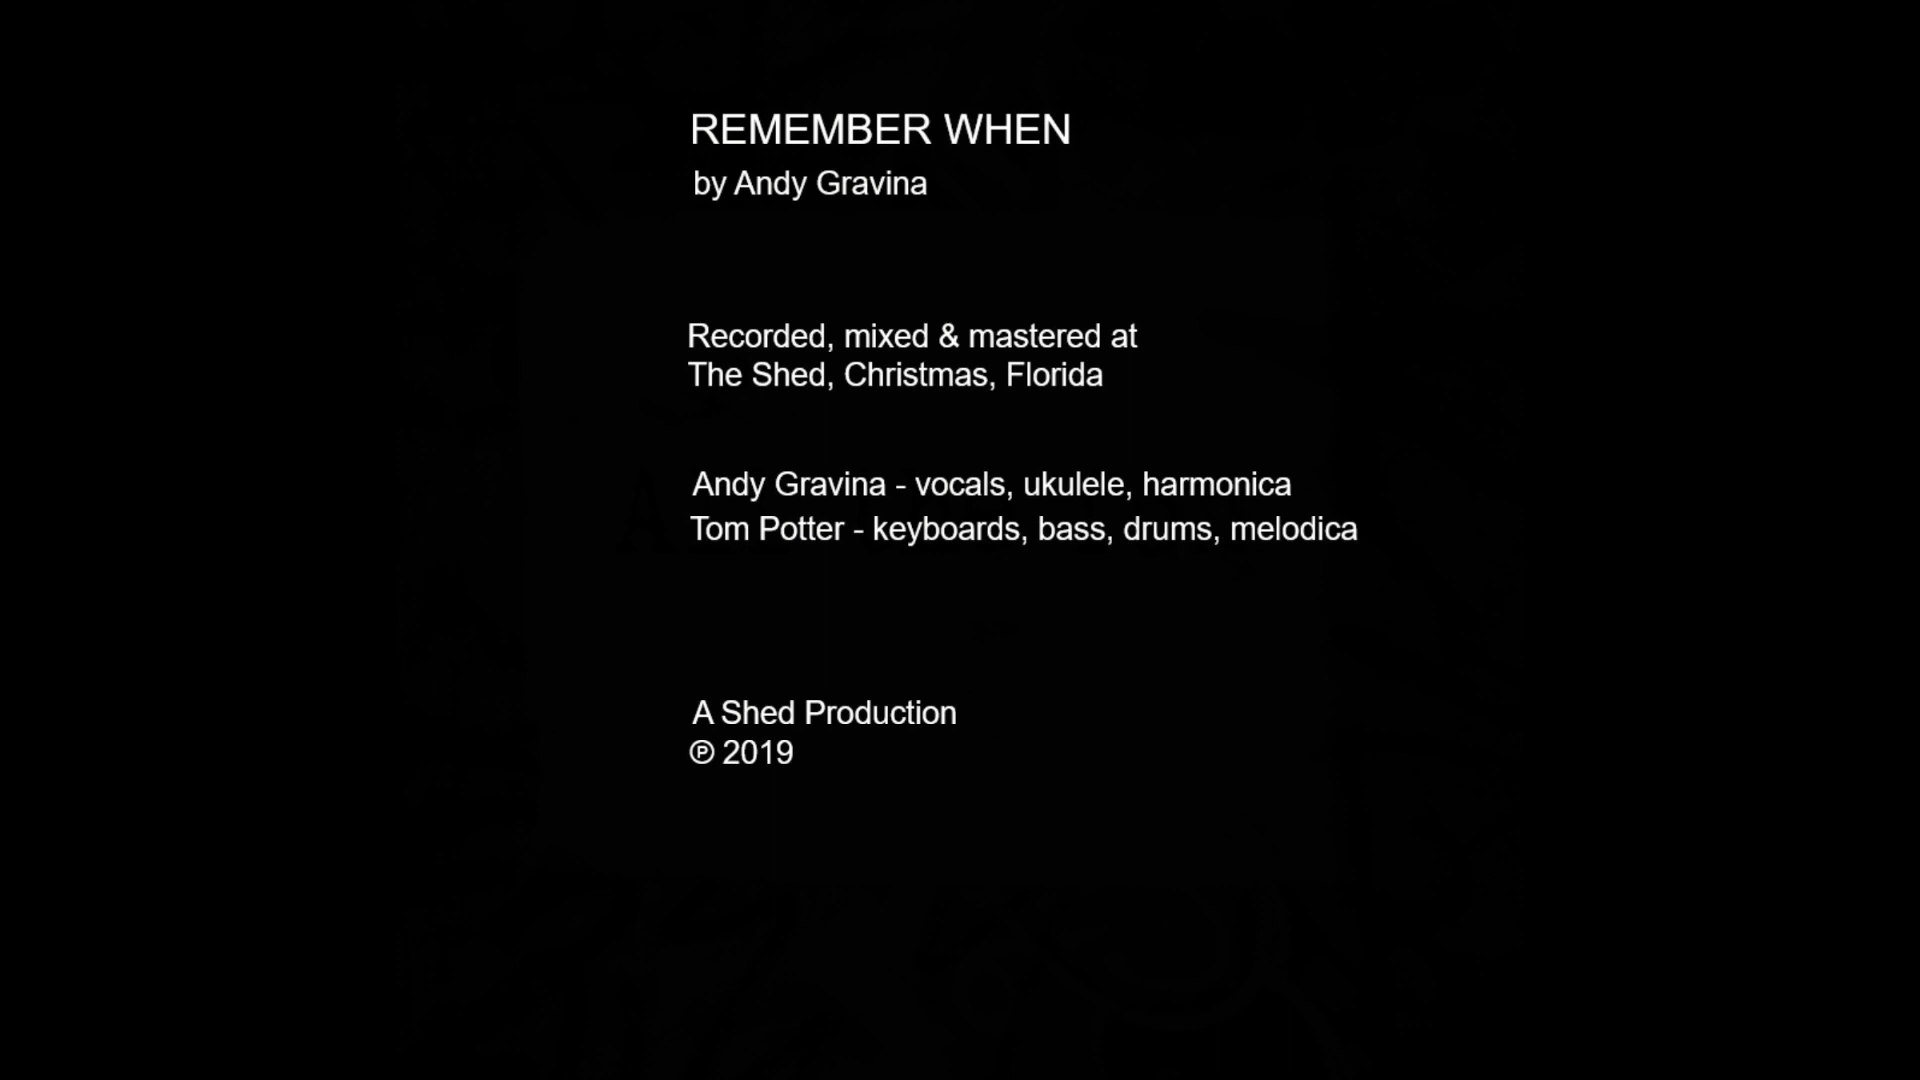 REMEMBER WHEN
by Andy Gravina
Recorded, mixed & mastered at
The Shed, Christmas, Florida
Andy Gravina - vocals, ukulele, harmonica
Tom Potter - keyboards, bass, drums, melodica
A Shed Production
℗ 2019